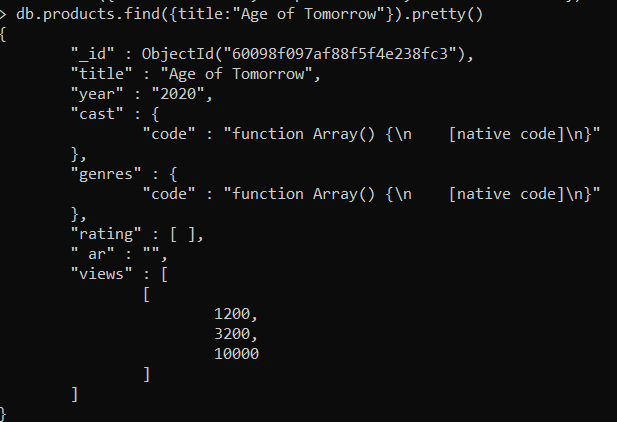 > db.products.find({title:"Age of Tomorrow"}).pretty()
{
        "_id" : ObjectId("60098f097af88f5f4e238fc3"),
        "title" : "Age of Tomorrow",
        "year" : "2020",
        "cast" : {
                "code" : "function Array() {\n    [native code]\n}"
        },
        "genres" : {
                "code" : "function Array() {\n    [native code]\n}"
        },
        "rating" : [ ],
        " ar" : "",
        "views" : [
                [
                        1200,
                        3200,
                        10000
                ]
        ]
}